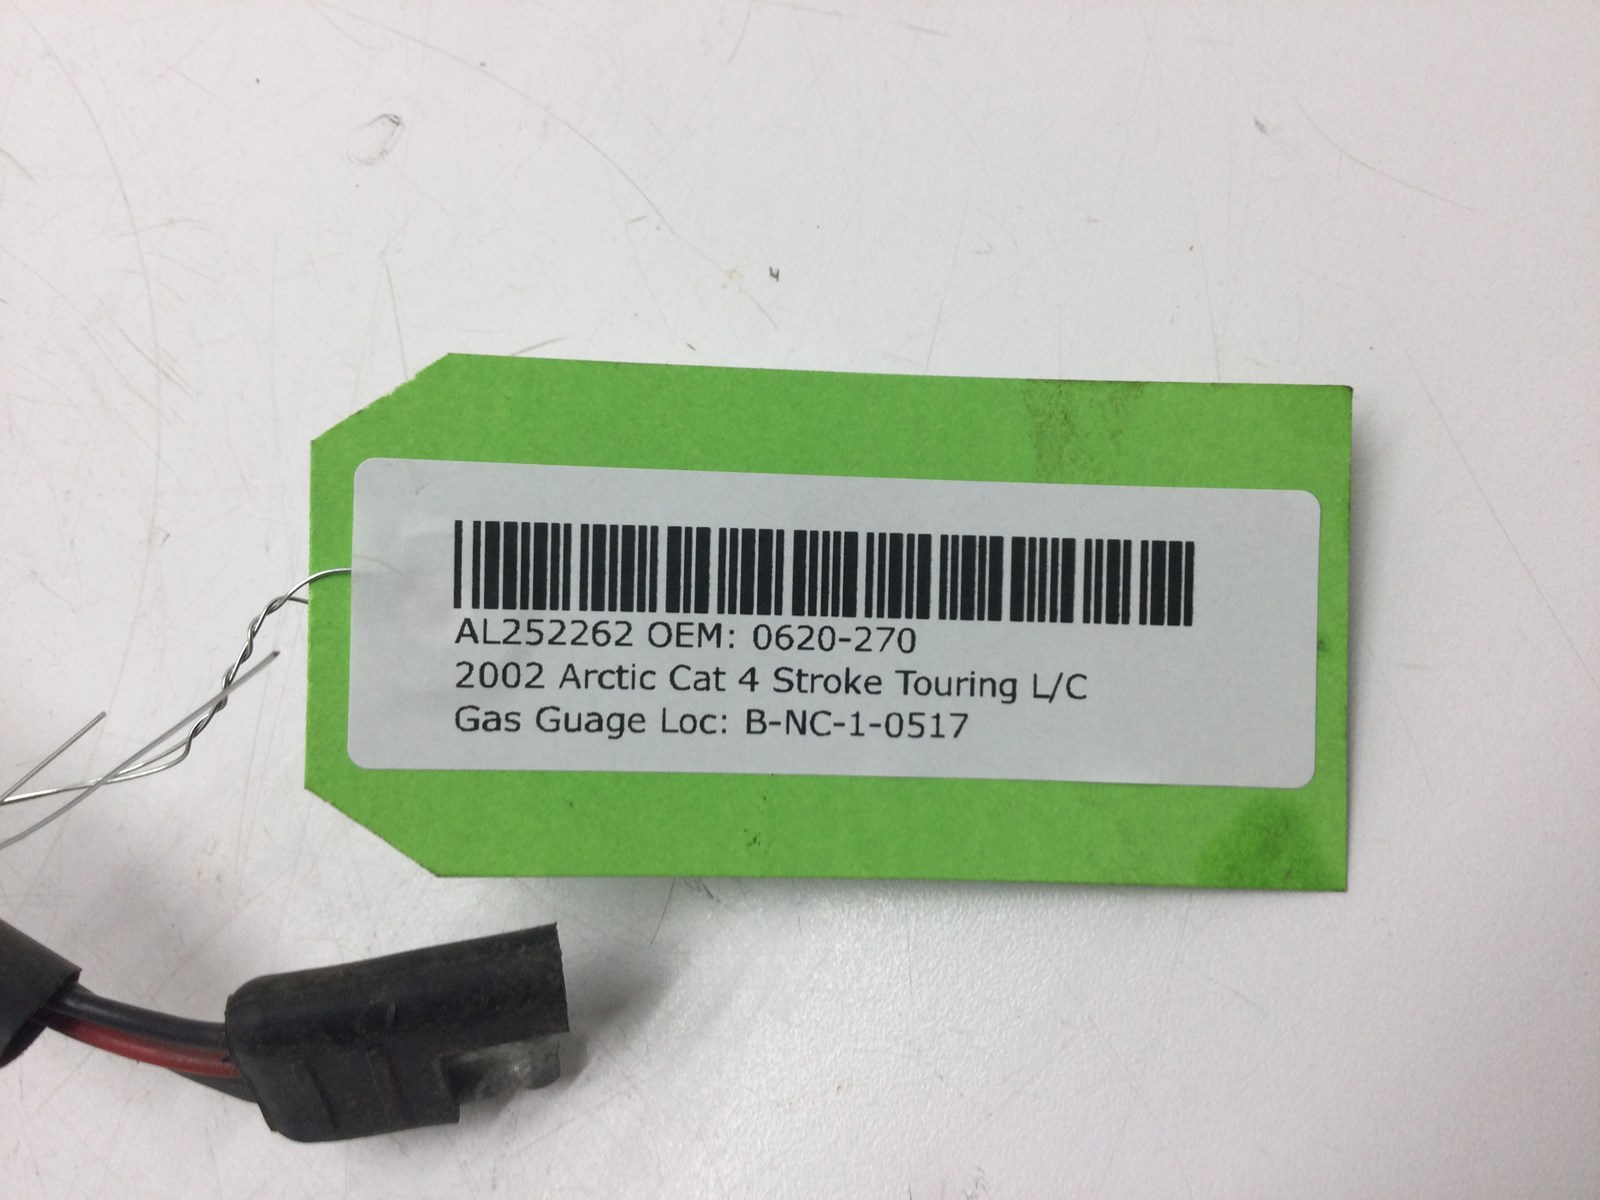 AL252262 OEM: 0620-270
2002 Arctic Cat 4 Stroke Touring L/C
Gas Guage Loc: B-NC-1-0517